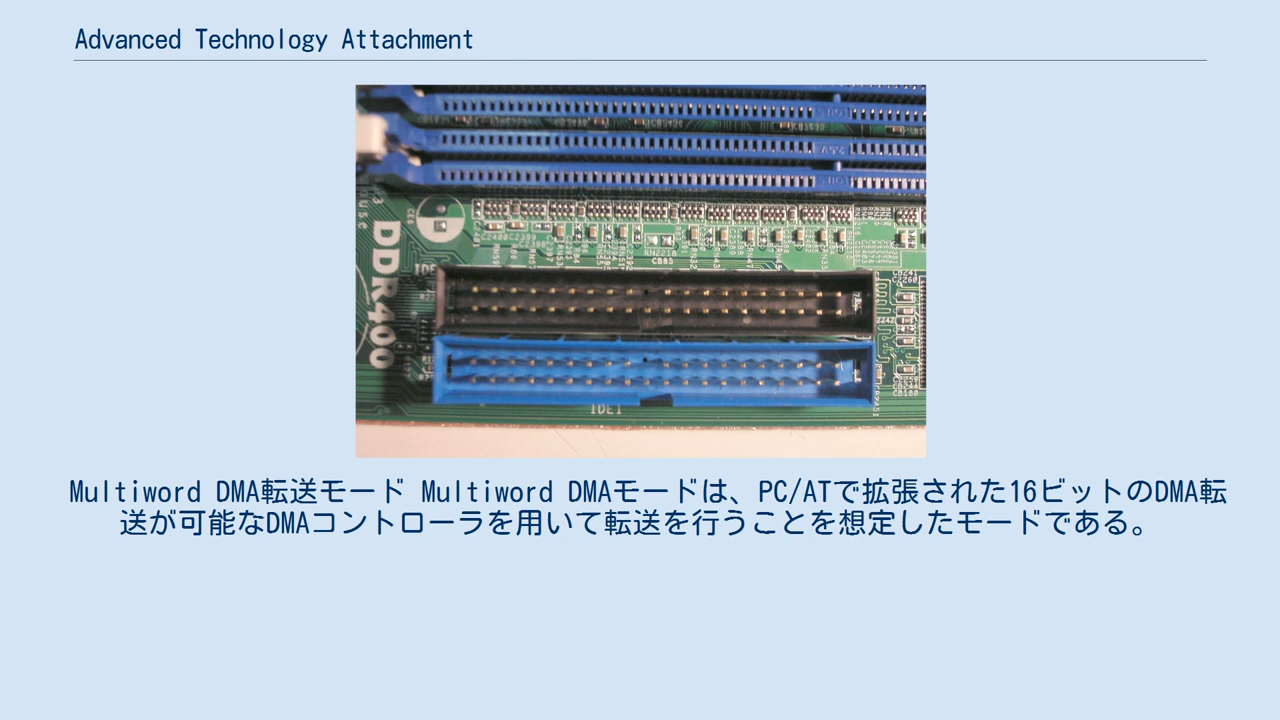 Advanced Technology Attachment
DDR400
RN2218
CB85
IDE1
Multiword DMA転送モード Multiword DMAモードは、PC/ATで拡張された16ビットのDMA転
送が可能なDMAコントローラを用いて転送を行うことを想定したモードである。